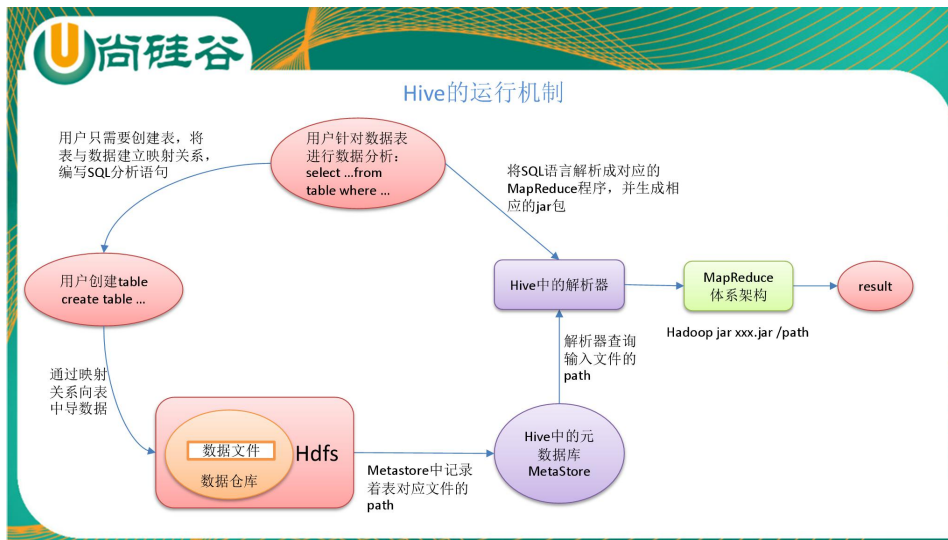 尚硅谷
Hive的运行机制
用户只需要创建表，将
表与数据建立映射关系，
编写SQL分析语句
用户针对数据表
进行数据分析：
select ...from
table where ...
将SQL语言解析成对应的
MapReduce程序，并生成相
应的jar包
用户创建table
create table ...
Hive中的解析器
MapReduce
体系架构
result
Hadoop jar xxx.jar /path
解析器查询
输入文件的
path
通过映射
关系向表
中导数据
数据文件
数据仓库
Hdfs
Metastore中记录
着表对应文件的
path
Hive中的元
数据库
MetaStore